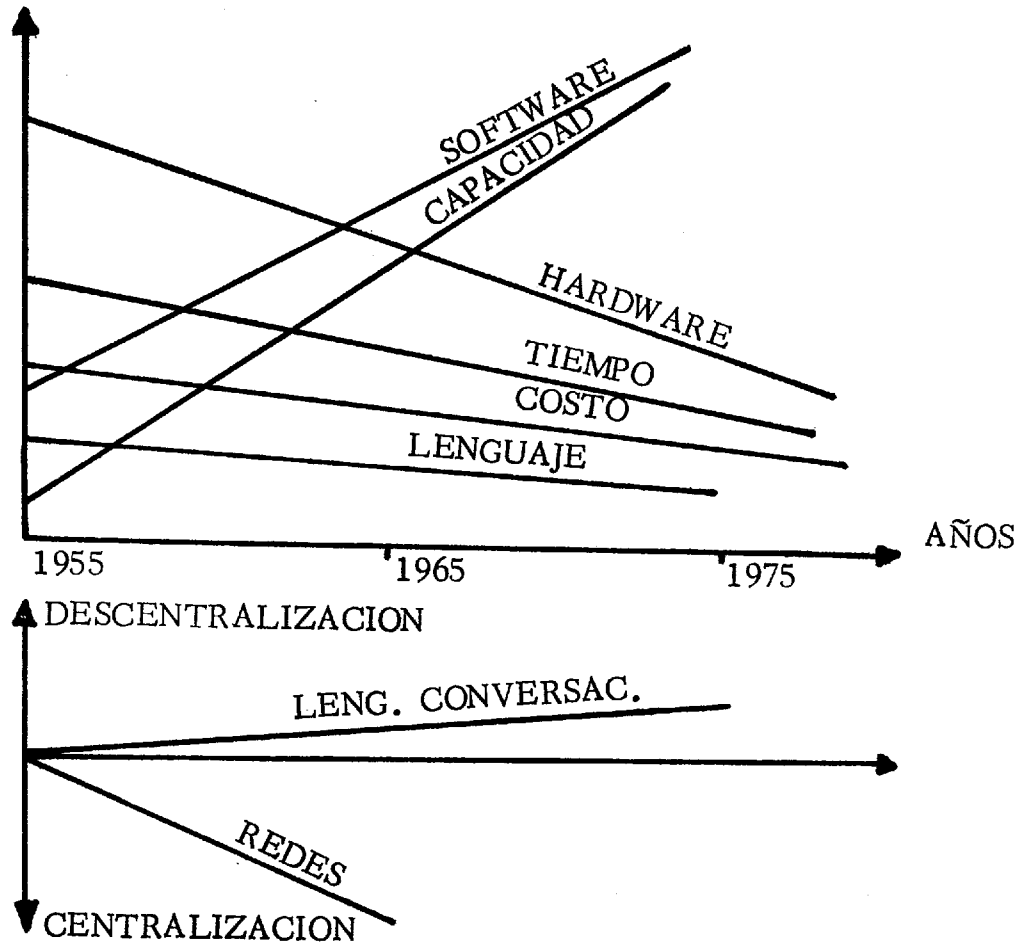 SOFTWARE
CAPACIDAD
HARDWARE
TIEMPO
COSTO
LENGUAJE
AÑOS
1955
1965
1975
DESCENTRALIZACION
LENG. CONVERSAC.
REDES
CENTRALIZACION